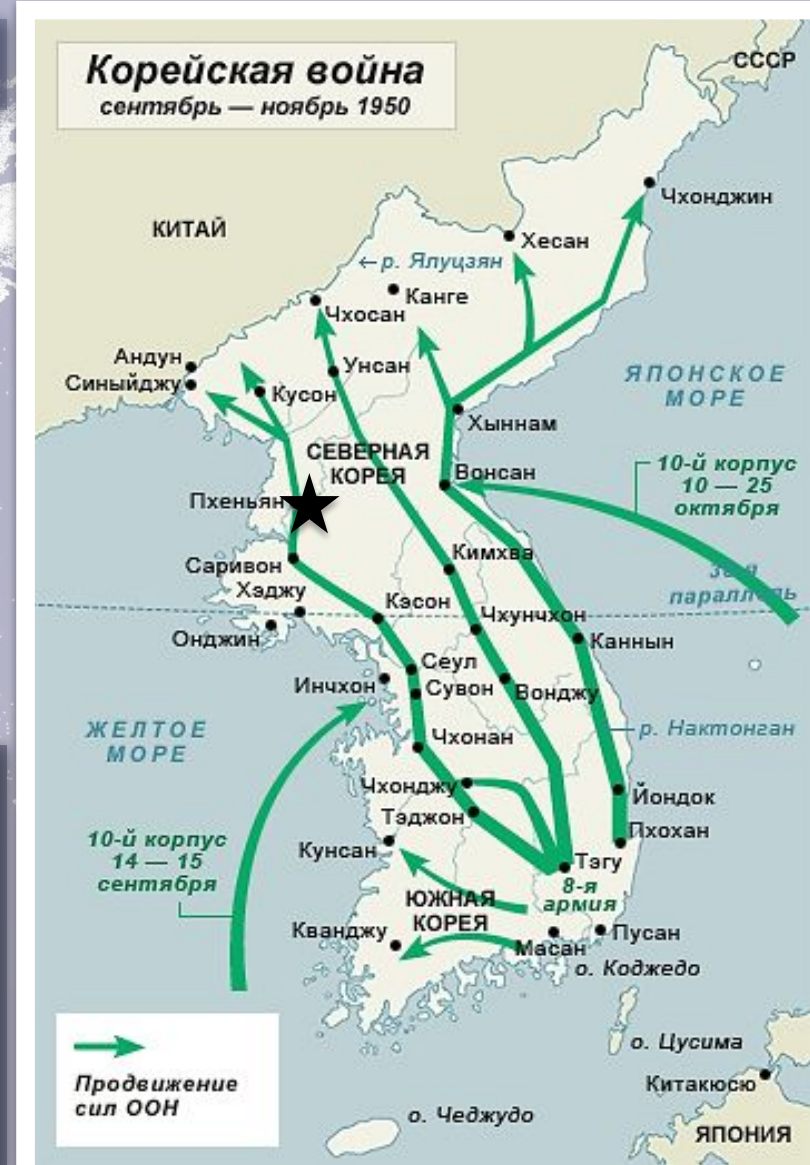 Корейская война
сентябрь — ноябрь 1950
СССР
КИТАЙ
Чхонджин
Хесан
р. Ялуцзян
Канге
Чхосан
Андун
Синыйджу
Унсан
Кусон
ЯПОНСКОЕ
МОРЕ
Хыннам
СЕВЕРНАЯ
КОРЕЯ
Вонсан
10-й корпус
10 — 25
октября
Пхеньян
Саривон
Кимхва
38-я
параллель
Хэджу
Кэсон
Чхунчхон
Онджин
Каннын
Сеул
Инчхон
Сувон
Вонджу
ЖЕЛТОЕ
МОРЕ
р. Нактонган
Чхонан
Чхонджу
Йондок
Тэджон
Пхохан
10-й корпус
14 — 15
сентября
Кунсан
Тэгу
8-я
армия
ЮЖНАЯ
КОРЕЯ
Кванджу
Масан
Пусан
о. Коджедо
о. Цусима
Продвижение
сил ООН
Китакюсю
о. Чеджудо
ЯПОНИЯ